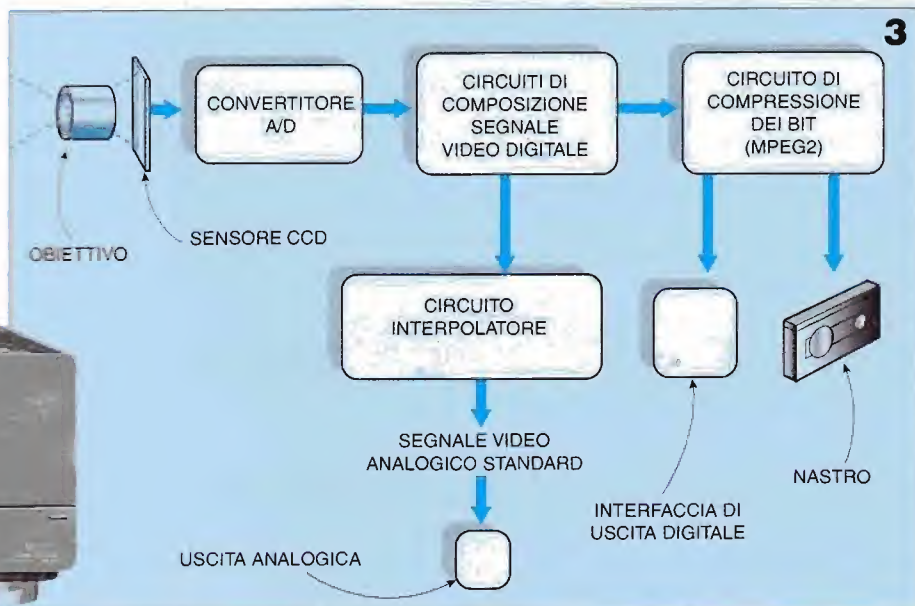 3
CONVERTITORE
A/D
CIRCUITI DI
COMPOSIZIONE
SEGNALE
VIDEO DIGITALE
CIRCUITO DI
COMPRESSIONE
DEI BIT
(MPEG2)
OBIETTIVO
SENSORE CCD
CIRCUITO
INTERPOLATORE
SEGNALE VIDEO
ANALOGICO STANDARD
NASTRO
INTERFACCIA DI
USCITA DIGITALE
USCITA ANALOGICA